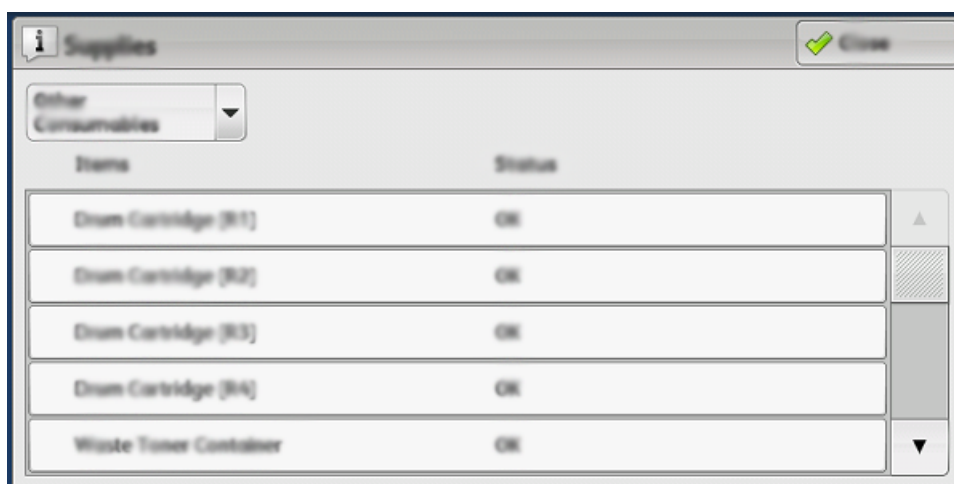 Supplies
Close
Other
Consumables
Items Status
Drum Cartridge [R1] OK
Drum Cartridge [R2] OK
Drum Cartridge [R3] OK
Drum Cartridge [R4] OK
Waste Toner Container OK